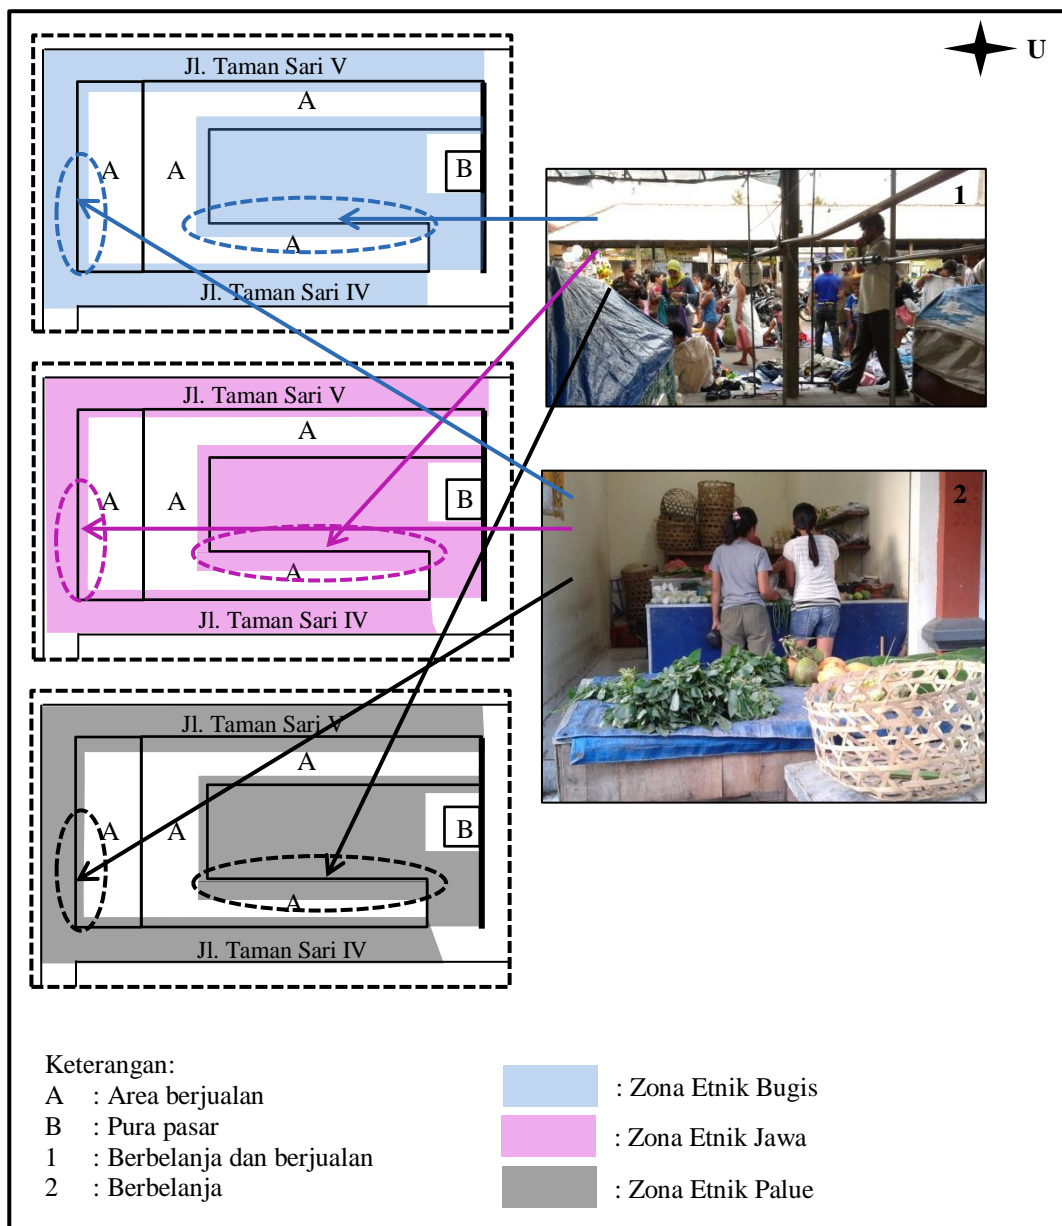 U
Jl. Taman Sari V
A
A
A
B
A
Jl. Taman Sari IV
1
Jl. Taman Sari V
A
A
A
B
A
Jl. Taman Sari IV
2
Jl. Taman Sari V
A
A
A
B
A
Jl. Taman Sari IV
Keterangan:
A : Area berjualan
B : Pura pasar
1 : Berbelanja dan berjualan
2 : Berbelanja
: Zona Etnik Bugis
: Zona Etnik Jawa
: Zona Etnik Palue